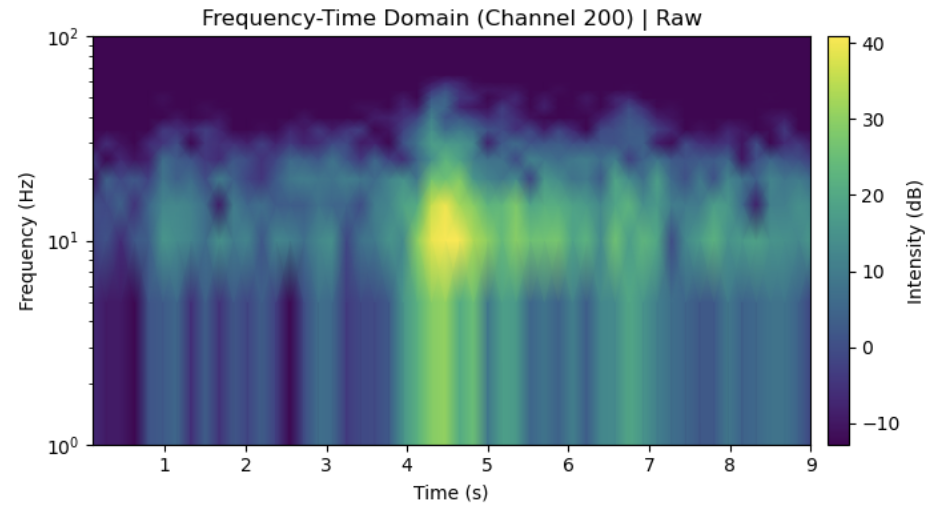 Frequency-Time Domain (Channel 200) | Raw
10²
10¹
10⁰
Frequency (Hz)
1 2 3 4 5 6 7 8 9
Time (s)
40
30
20
10
0
−10
Intensity (dB)